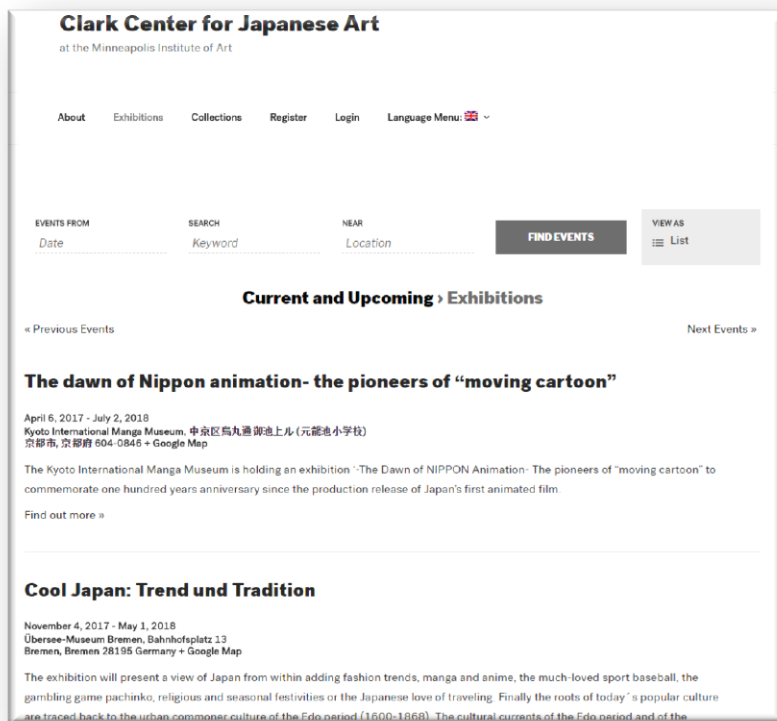 Clark Center for Japanese Art
at the Minneapolis Institute of Art
About Exhibitions Collections Register Login Language Menu:
EVENTS FROM SEARCH NEAR VIEW AS
Date Keyword Location FIND EVENTS List
Current and Upcoming › Exhibitions
« Previous Events Next Events »
The dawn of Nippon animation- the pioneers of “moving cartoon”
April 6, 2017 - July 2, 2018
Kyoto International Manga Museum, 中京区烏丸通御池上ル (元龍池小学校)
京都市, 京都府 604-0846 + Google Map
The Kyoto International Manga Museum is holding an exhibition ‘-The Dawn of NIPPON Animation- The pioneers of “moving cartoon” to
commemorate one hundred years anniversary since the production release of Japan’s first animated film.
Find out more »
Cool Japan: Trend und Tradition
November 4, 2017 - May 1, 2018
Übersee-Museum Bremen, Bahnhofsplatz 13
Bremen, Bremen 28195 Germany + Google Map
The exhibition will present a view of Japan from within adding fashion trends, manga and anime, the much-loved sport baseball, the
gambling game pachinko, religious and seasonal festivities or the Japanese love of traveling. Finally the roots of today´s popular culture
are traced back to the urban commoner culture of the Edo period (1600-1868). The cultural currents of the Edo period and of the